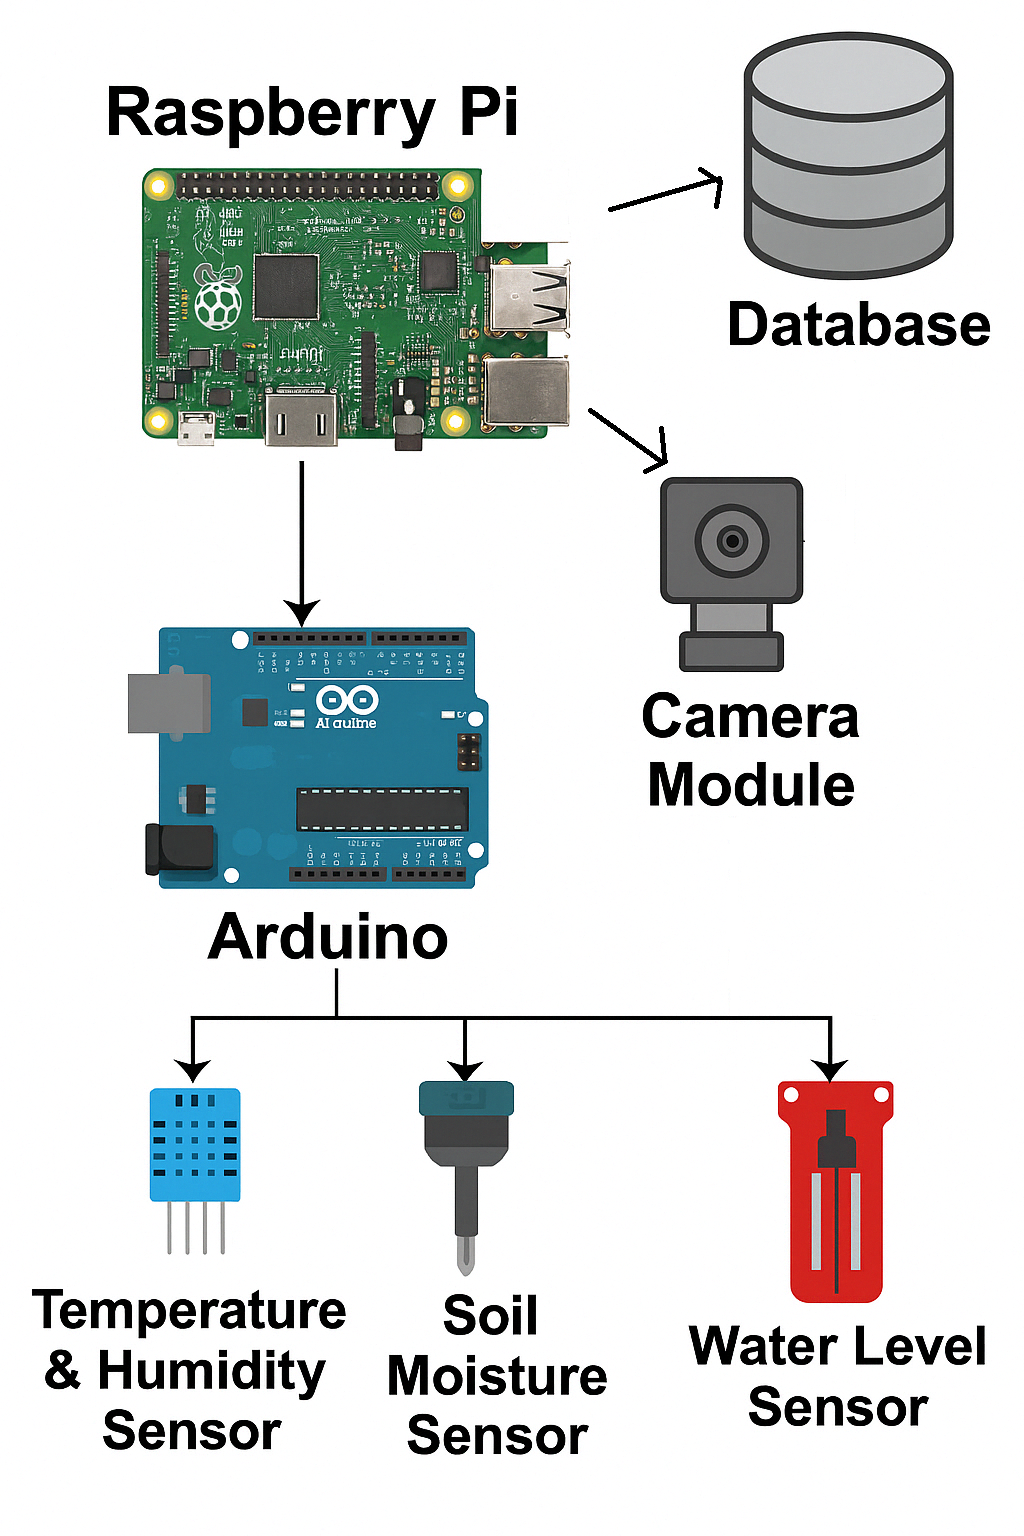 Raspberry Pi
Database
Camera
Module
Arduino
Temperature
& Humidity
Sensor
Soil
Moisture
Sensor
Water Level
Sensor